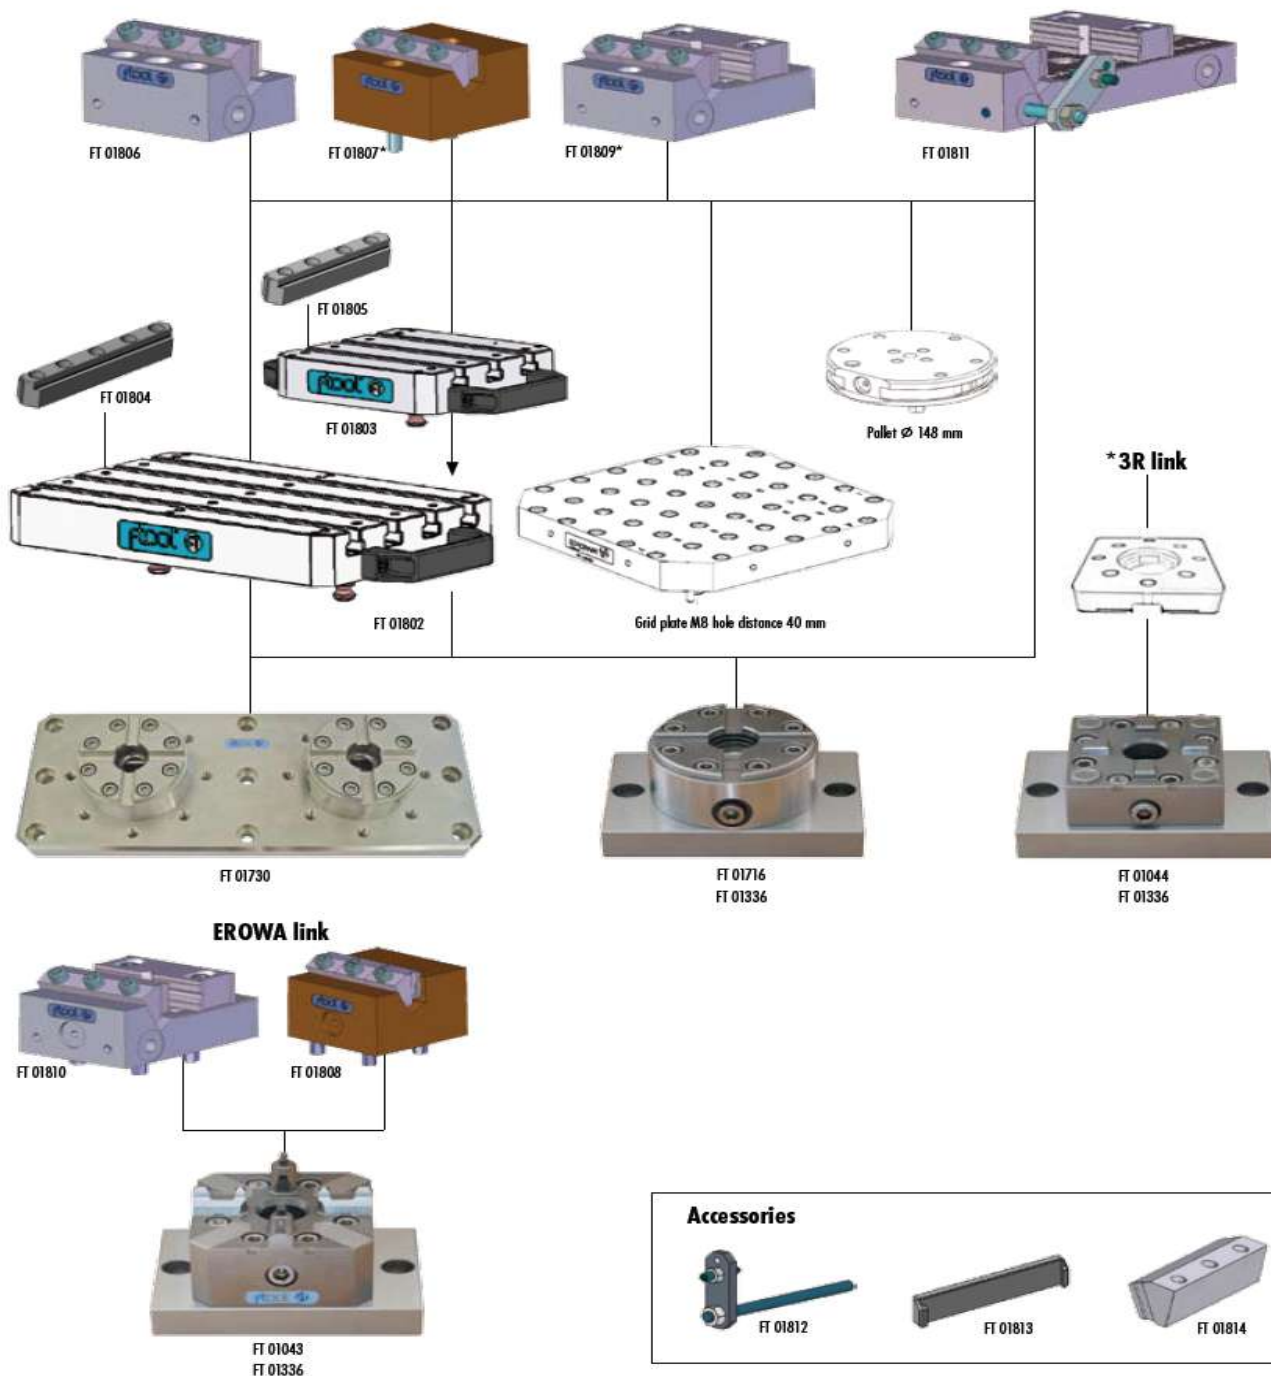 FT 01806
FT 01807*
FT 01809*
FT 01811
FT 01805
FT 01804
FT 01803
Pallet Ø 148 mm
*3R link
FT 01802
Grid plate M8 hole distance 40 mm
FT 01730
FT 01716
FT 01336
FT 01044
FT 01336
EROWA link
FT 01810
FT 01808
FT 01043
FT 01336
Accessories
FT 01812
FT 01813
FT 01814